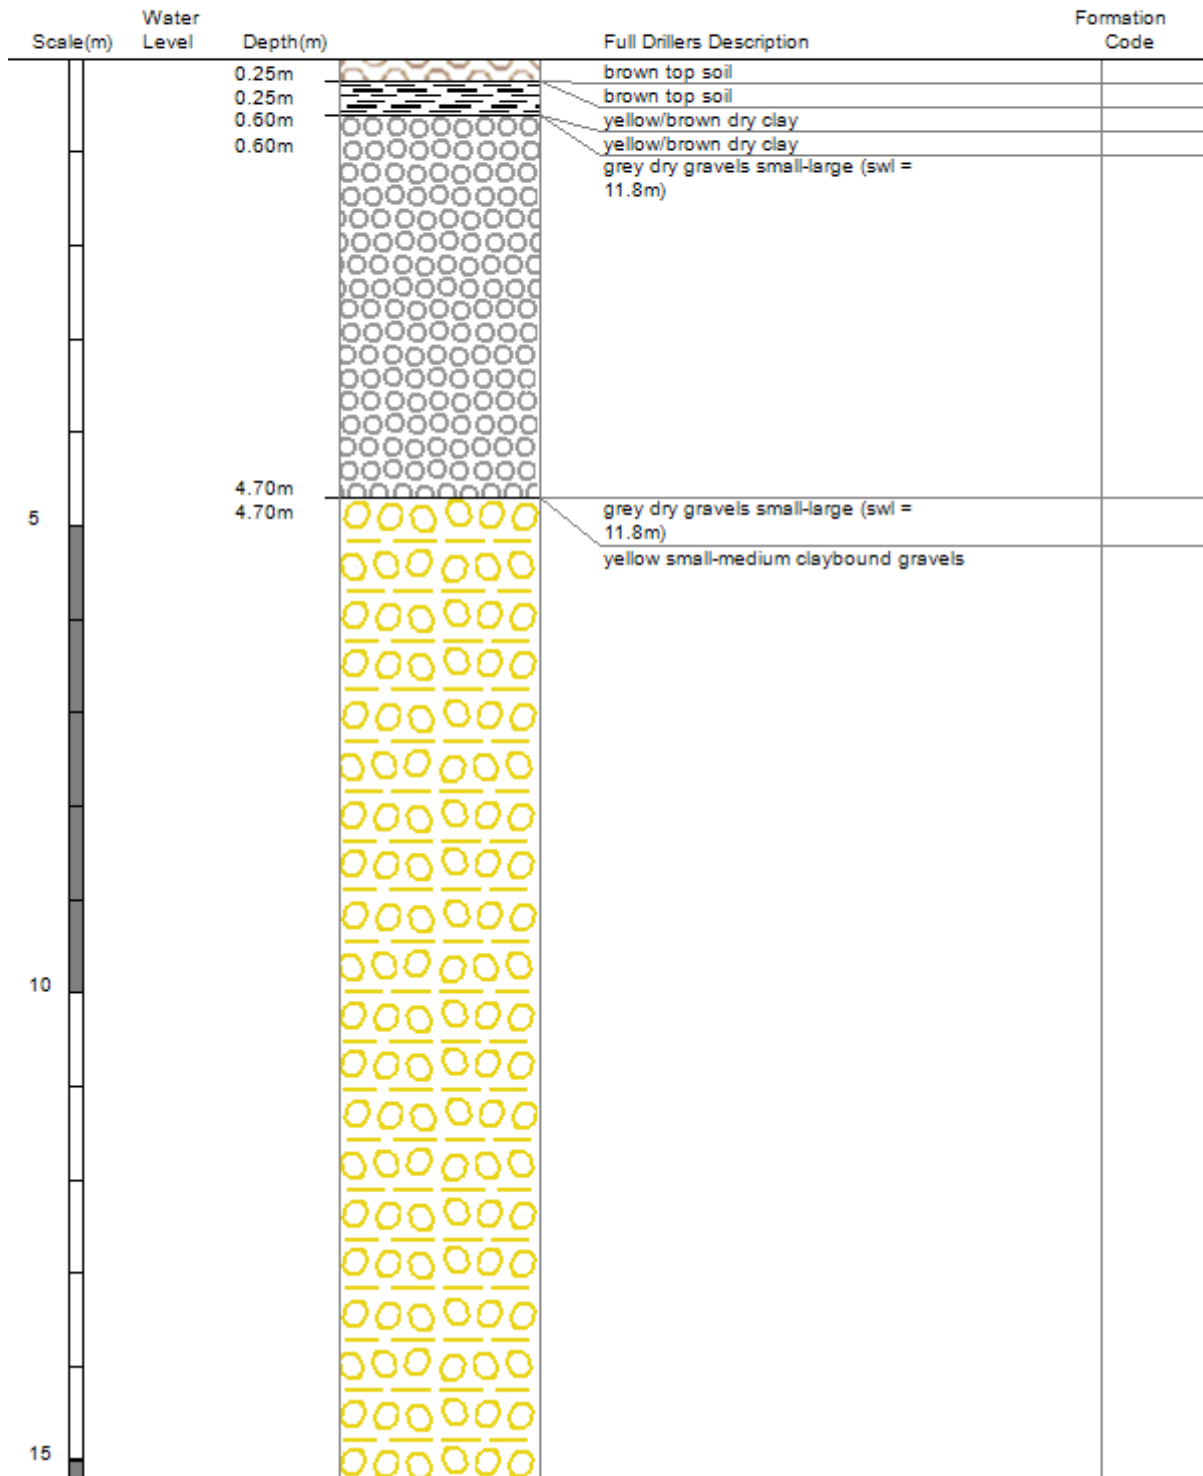 Water Formation
Scale(m) Level Depth(m) Full Drillers Description Code
0.25m brown top soil
0.25m brown top soil
0.60m yellow/brown dry clay
0.60m yellow/brown dry clay
grey dry gravels small-large (swl =
11.8m)
4.70m
5 4.70m grey dry gravels small-large (swl =
11.8m)
yellow small-medium claybound gravels
10
15